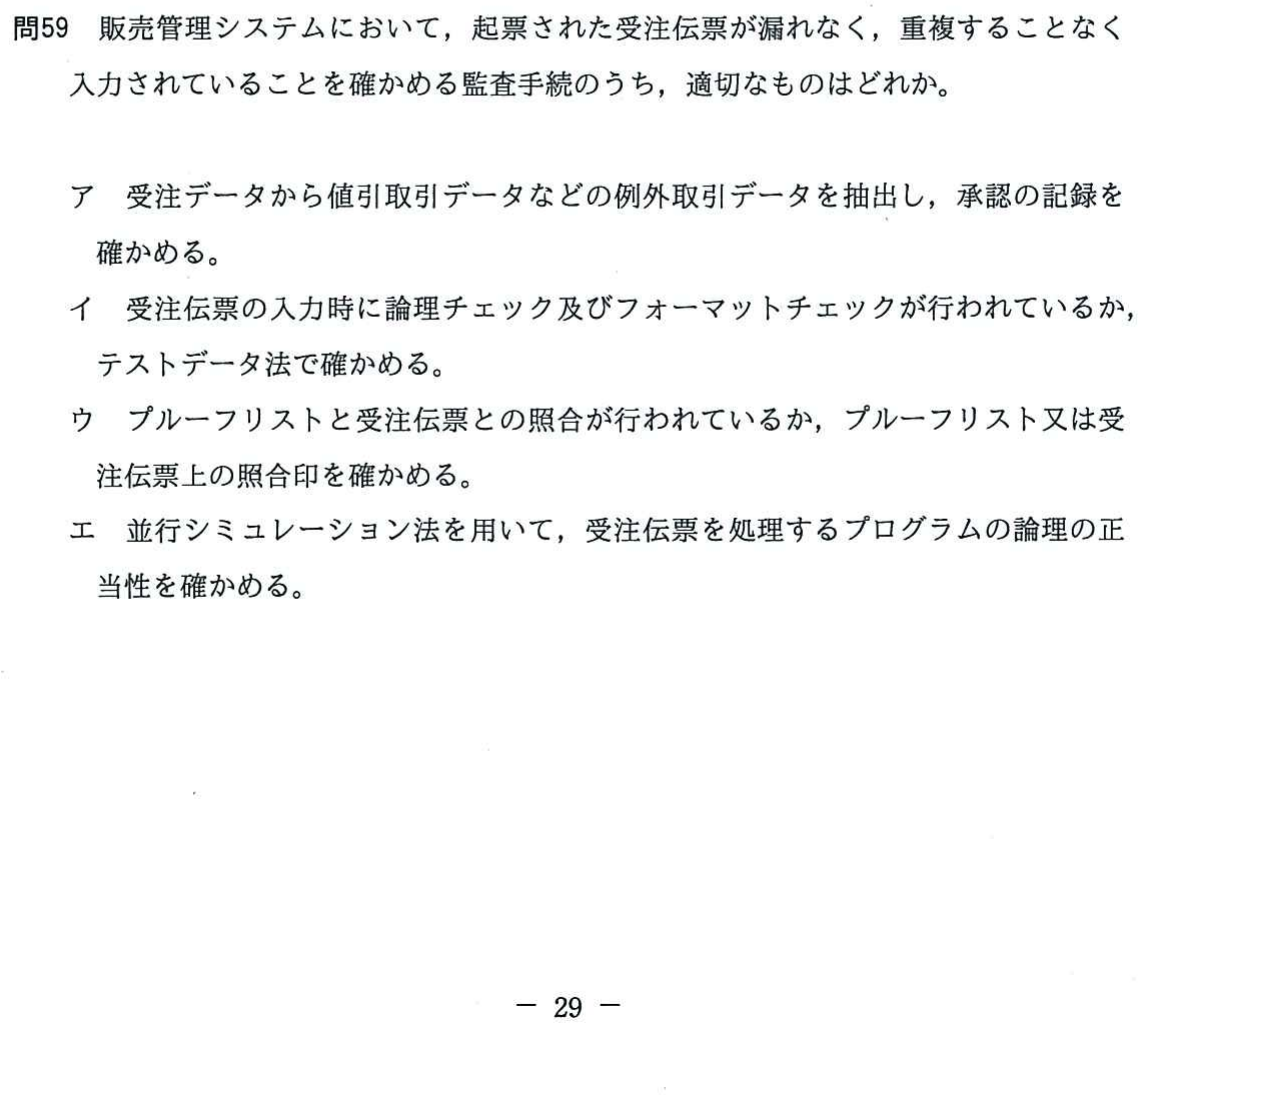 問59 販売管理システムにおいて，起票された受注伝票が漏れなく，重複することなく
入力されていることを確かめる監査手続のうち，適切なものはどれか。
ア 受注データから値引取引データなどの例外取引データを抽出し，承認の記録を
確かめる。
イ 受注伝票の入力時に論理チェック及びフォーマットチェックが行われているか，
テストデータ法で確かめる。
ウ プルーフリストと受注伝票との照合が行われているか，プルーフリスト又は受
注伝票上の照合印を確かめる。
エ 並行シミュレーション法を用いて，受注伝票を処理するプログラムの論理の正
当性を確かめる。
－ 29 －